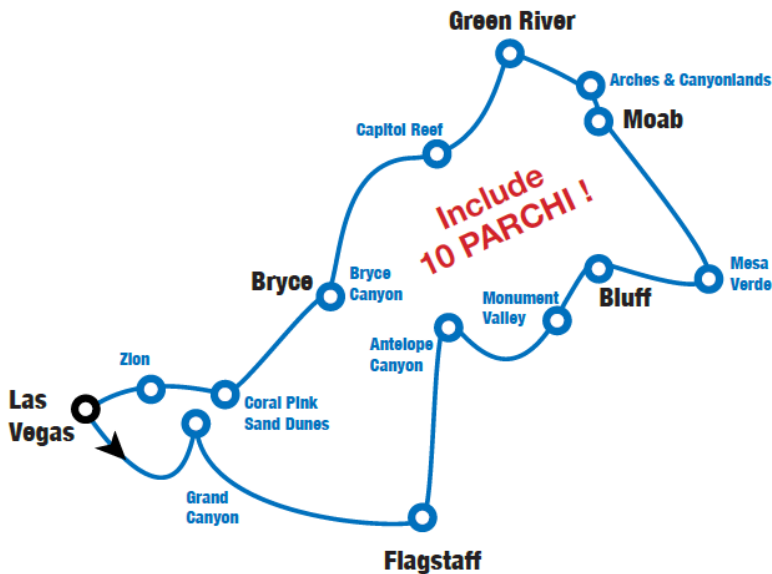 Green River
Arches & Canyonlands
Moab
Capitol Reef
Include
10 PARCHI !
Bryce
Bryce
Canyon
Mesa
Verde
Bluff
Monument
Valley
Antelope
Canyon
Zion
Las
Vegas
Coral Pink
Sand Dunes
Grand
Canyon
Flagstaff